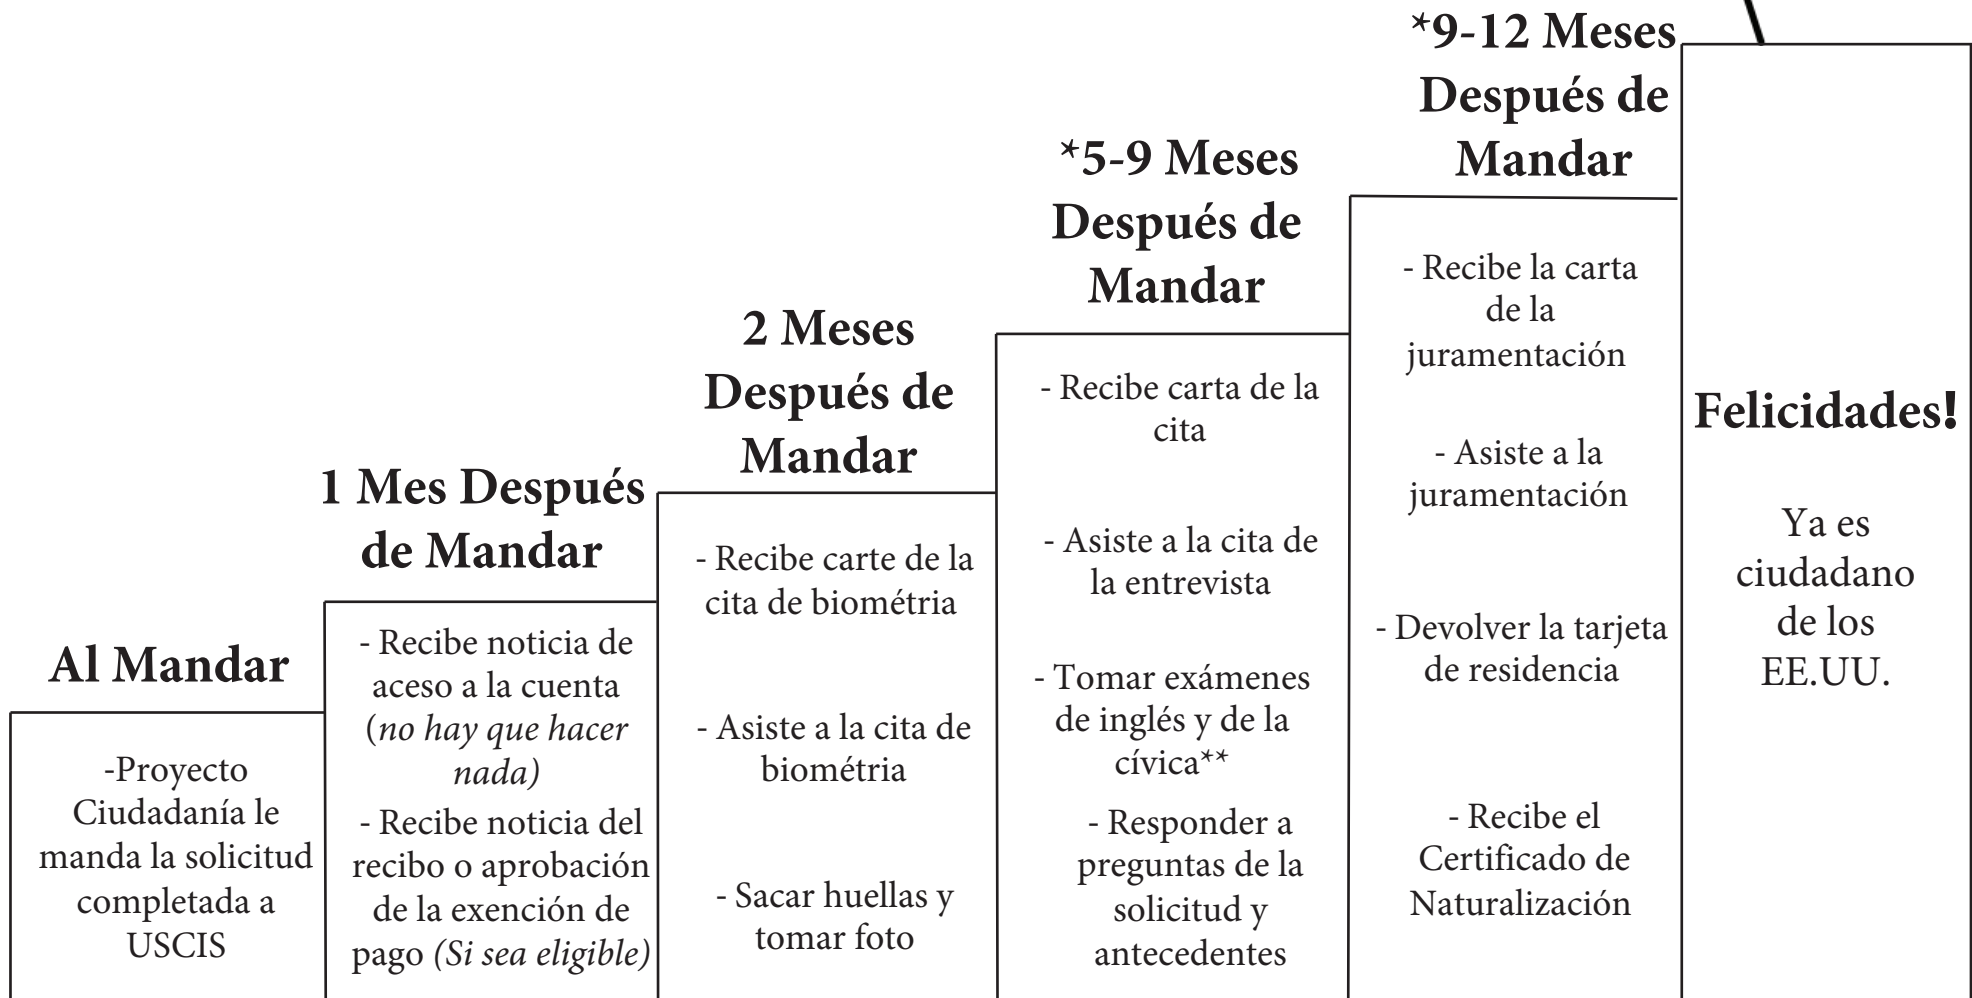 Al Mandar
-Proyecto
Ciudadanía le
manda la solicitud
completada a
USCIS
1 Mes Después
de Mandar
- Recibe noticia de
aceso a la cuenta
(no hay que hacer
nada)
- Recibe noticia del
recibo o aprobación
de la exención de
pago (Si sea eligible)
2 Meses
Después de
Mandar
- Recibe carte de la
cita de biométria
- Asiste a la cita de
biométria
- Sacar huellas y
tomar foto
*5-9 Meses
Después de
Mandar
- Recibe carta de la
cita
- Asiste a la cita de
la entrevista
- Tomar exámenes
de inglés y de la
cívica**
- Responder a
preguntas de la
solicitud y
antecedentes
*9-12 Meses
Después de
Mandar
- Recibe la carta
de la
juramentación
- Asiste a la
juramentación
- Devolver la tarjeta
de residencia
- Recibe el
Certificado de
Naturalización
Felicidades!
Ya es
ciudadano
de los
EE.UU.